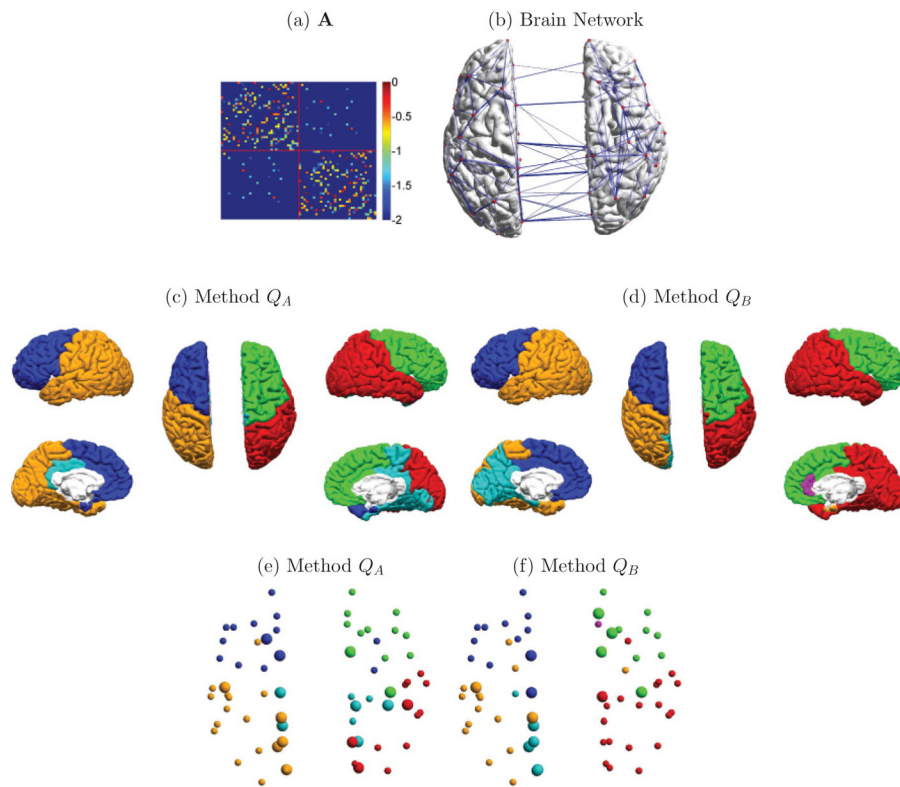 (a) A
(b) Brain Network
0
-0.5
-1
-1.5
-2
(c) Method Q_A
(d) Method Q_B
(e) Method Q_A
(f) Method Q_B